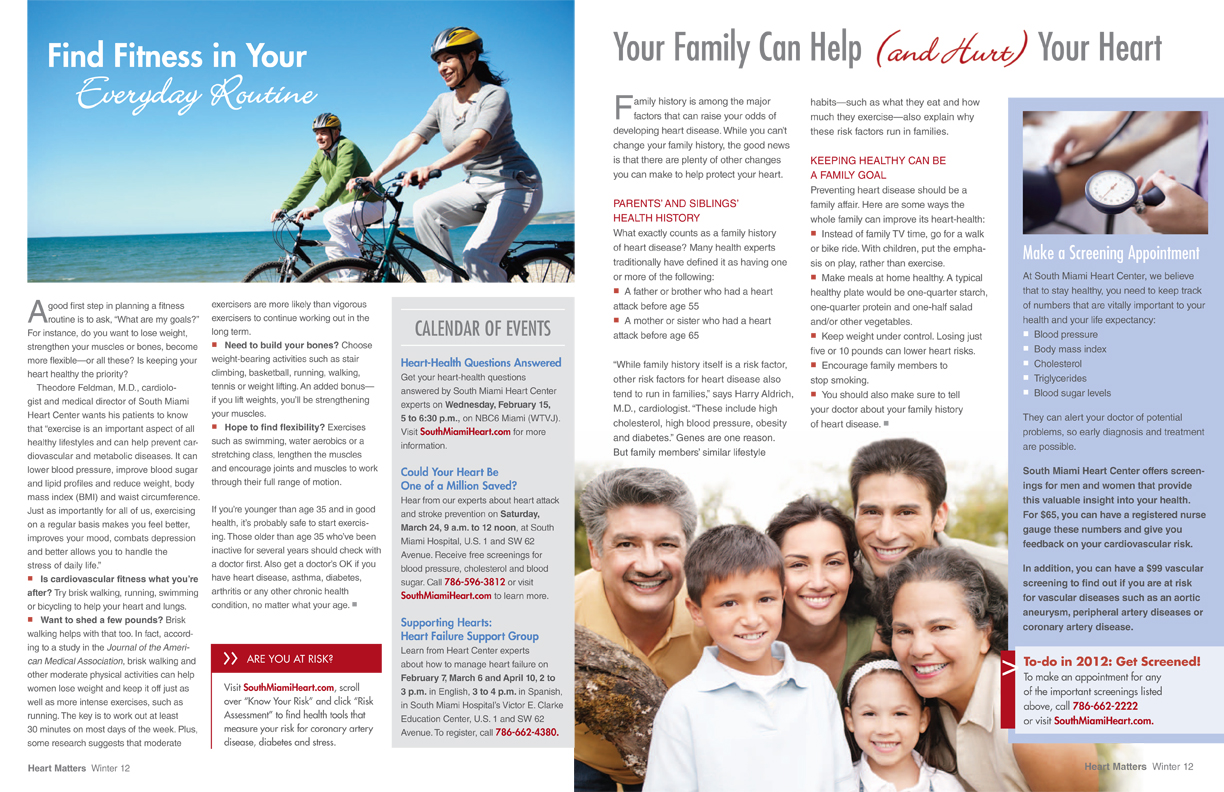 Find Fitness in Your
Everyday Routine
A good first step in planning a fitness
routine is to ask, “What are my goals?”
For instance, do you want to lose weight,
strengthen your muscles or bones, become
more flexible—or all these? Is keeping your
heart healthy the priority?
Theodore Feldman, M.D., cardiolo-
gist and medical director of South Miami
Heart Center wants his patients to know
that “exercise is an important aspect of all
healthy lifestyles and can help prevent car-
diovascular and metabolic diseases. It can
lower blood pressure, improve blood sugar
and lipid profiles and reduce weight, body
mass index (BMI) and waist circumference.
Just as importantly for all of us, exercising
on a regular basis makes you feel better,
improves your mood, combats depression
and better allows you to handle the
stress of daily life.”
■ Is cardiovascular fitness what you’re
after? Try brisk walking, running, swimming
or bicycling to help your heart and lungs.
■ Want to shed a few pounds? Brisk
walking helps with that too. In fact, accord-
ing to a study in the Journal of the Ameri-
can Medical Association, brisk walking and
other moderate physical activities can help
women lose weight and keep it off just as
well as more intense exercises, such as
running. The key is to work out at least
30 minutes on most days of the week. Plus,
some research suggests that moderate
exercisers are more likely than vigorous
exercisers to continue working out in the
long term.
■ Need to build your bones? Choose
weight-bearing activities such as stair
climbing, basketball, running, walking,
tennis or weight lifting. An added bonus—
if you lift weights, you’ll be strengthening
your muscles.
■ Hope to find flexibility? Exercises
such as swimming, water aerobics or a
stretching class, lengthen the muscles
and encourage joints and muscles to work
through their full range of motion.
If you’re younger than age 35 and in good
health, it’s probably safe to start exercis-
ing. Those older than age 35 who’ve been
inactive for several years should check with
a doctor first. Also get a doctor’s OK if you
have heart disease, asthma, diabetes,
arthritis or any other chronic health
condition, no matter what your age. ■
ARE YOU AT RISK?
Visit SouthMiamiHeart.com, scroll
over “Know Your Risk” and click “Risk
Assessment” to find health tools that
measure your risk for coronary artery
disease, diabetes and stress.
CALENDAR OF EVENTS
Heart-Health Questions Answered
Get your heart-health questions
answered by South Miami Heart Center
experts on Wednesday, February 15,
5 to 6:30 p.m., on NBC6 Miami (WTVJ).
Visit SouthMiamiHeart.com for more
information.
Could Your Heart Be
One of a Million Saved?
Hear from our experts about heart attack
and stroke prevention on Saturday,
March 24, 9 a.m. to 12 noon, at South
Miami Hospital, U.S. 1 and SW 62
Avenue. Receive free screenings for
blood pressure, cholesterol and blood
sugar. Call 786-596-3812 or visit
SouthMiamiHeart.com to learn more.
Supporting Hearts:
Heart Failure Support Group
Learn from Heart Center experts
about how to manage heart failure on
February 7, March 6 and April 10, 2 to
3 p.m. in English, 3 to 4 p.m. in Spanish,
in South Miami Hospital’s Victor E. Clarke
Education Center, U.S. 1 and SW 62
Avenue. To register, call 786-662-4380.
Heart Matters Winter 12
Your Family Can Help (and Hurt) Your Heart
Family history is among the major
factors that can raise your odds of
developing heart disease. While you can’t
change your family history, the good news
is that there are plenty of other changes
you can make to help protect your heart.
PARENTS’ AND SIBLINGS’
HEALTH HISTORY
What exactly counts as a family history
of heart disease? Many health experts
traditionally have defined it as having one
or more of the following:
■ A father or brother who had a heart
attack before age 55
■ A mother or sister who had a heart
attack before age 65
“While family history itself is a risk factor,
other risk factors for heart disease also
tend to run in families,” says Harry Aldrich,
M.D., cardiologist. “These include high
cholesterol, high blood pressure, obesity
and diabetes.” Genes are one reason.
But family members’ similar lifestyle
habits—such as what they eat and how
much they exercise—also explain why
these risk factors run in families.
KEEPING HEALTHY CAN BE
A FAMILY GOAL
Preventing heart disease should be a
family affair. Here are some ways the
whole family can improve its heart-health:
■ Instead of family TV time, go for a walk
or bike ride. With children, put the empha-
sis on play, rather than exercise.
■ Make meals at home healthy. A typical
healthy plate would be one-quarter starch,
one-quarter protein and one-half salad
and/or other vegetables.
■ Keep weight under control. Losing just
five or 10 pounds can lower heart risks.
■ Encourage family members to
stop smoking.
■ You should also make sure to tell
your doctor about your family history
of heart disease. ■
Make a Screening Appointment
At South Miami Heart Center, we believe
that to stay healthy, you need to keep track
of numbers that are vitally important to your
health and your life expectancy:
■ Blood pressure
■ Body mass index
■ Cholesterol
■ Triglycerides
■ Blood sugar levels
They can alert your doctor of potential
problems, so early diagnosis and treatment
are possible.
South Miami Heart Center offers screen-
ings for men and women that provide
this valuable insight into your health.
For $65, you can have a registered nurse
gauge these numbers and give you
feedback on your cardiovascular risk.
In addition, you can have a $99 vascular
screening to find out if you are at risk
for vascular diseases such as an aortic
aneurysm, peripheral artery diseases or
coronary artery disease.
To-do in 2012: Get Screened!
To make an appointment for any
of the important screenings listed
above, call 786-662-2222
or visit SouthMiamiHeart.com.
Heart Matters Winter 12